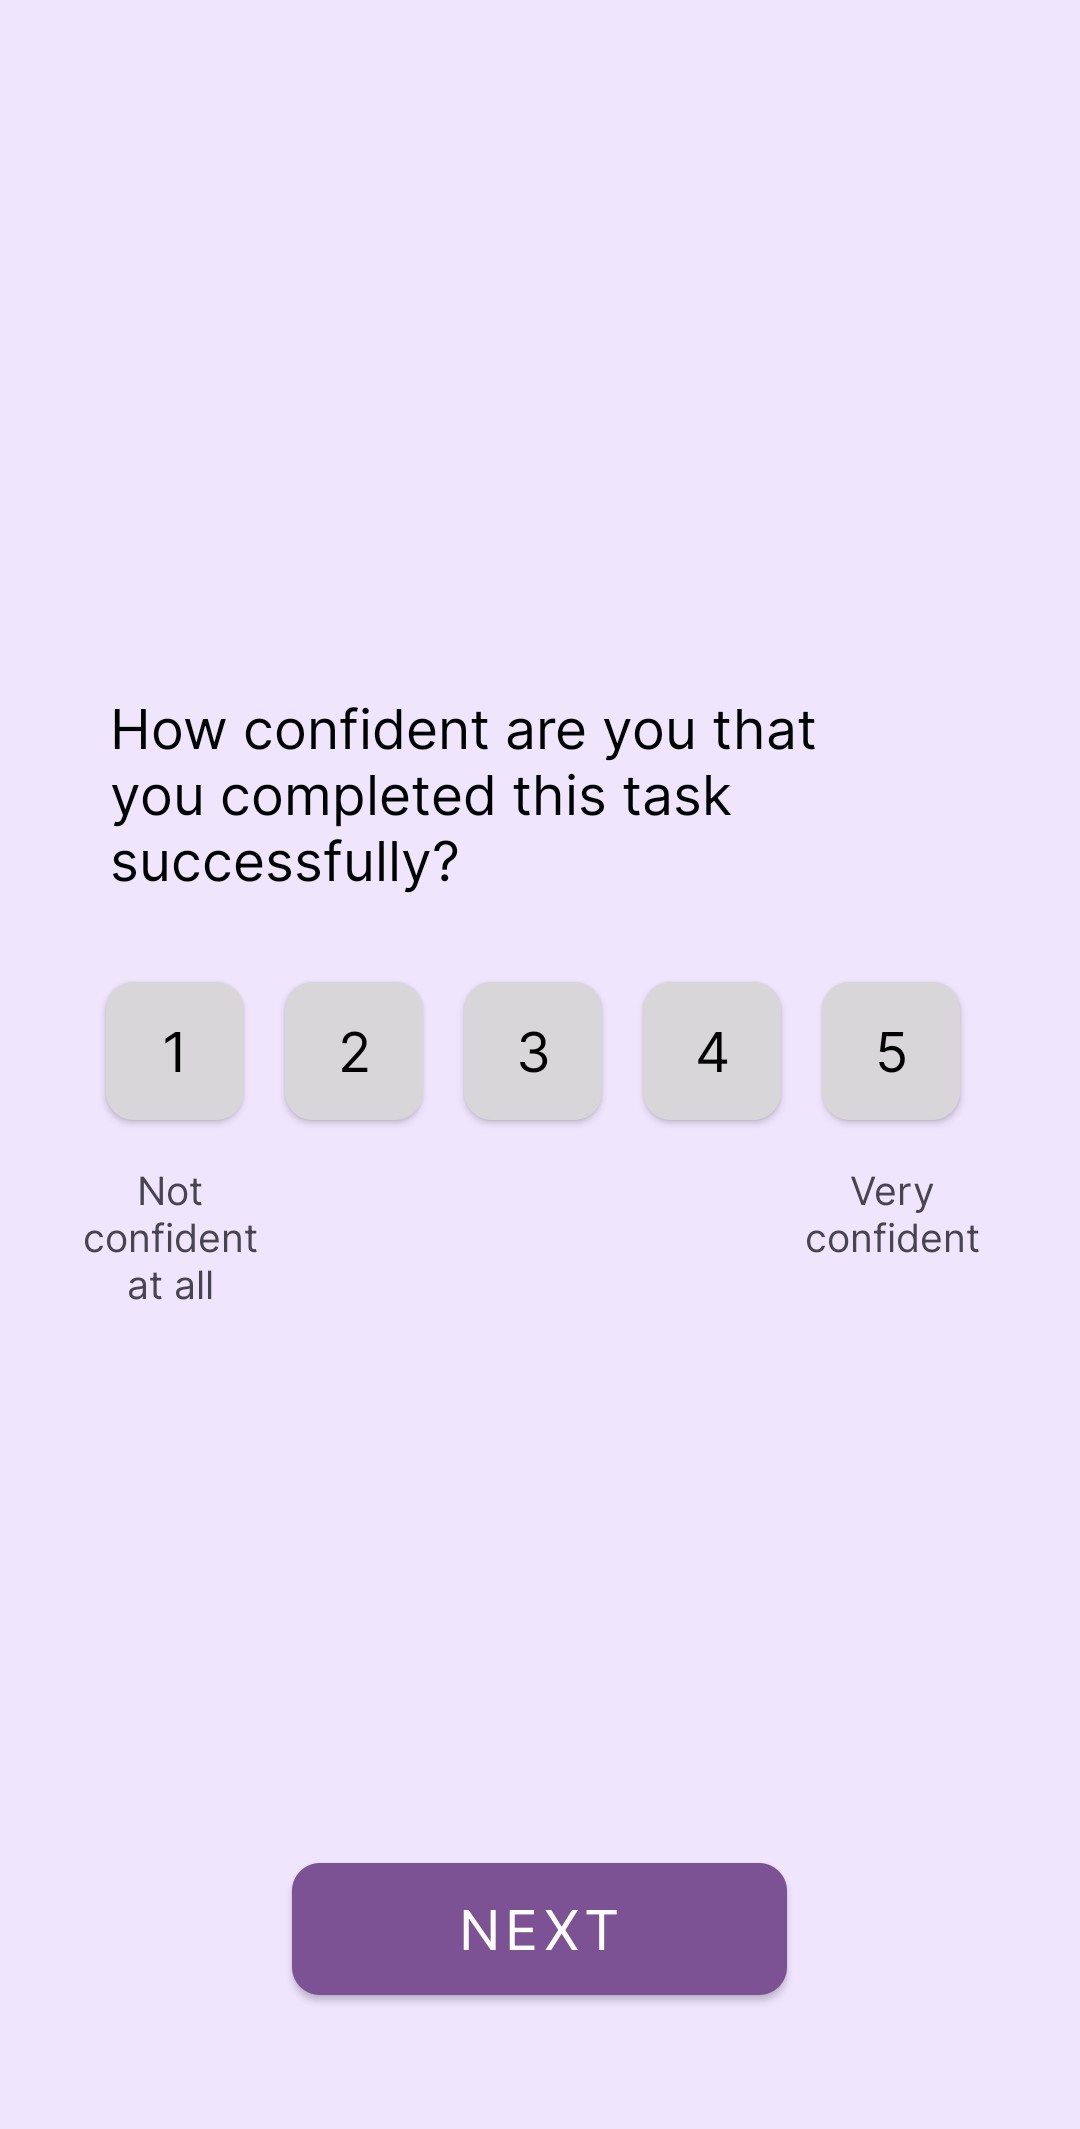 How confident are you that
you completed this task
successfully?
1 2 3 4 5
Not
confident
at all
Very
confident
NEXT